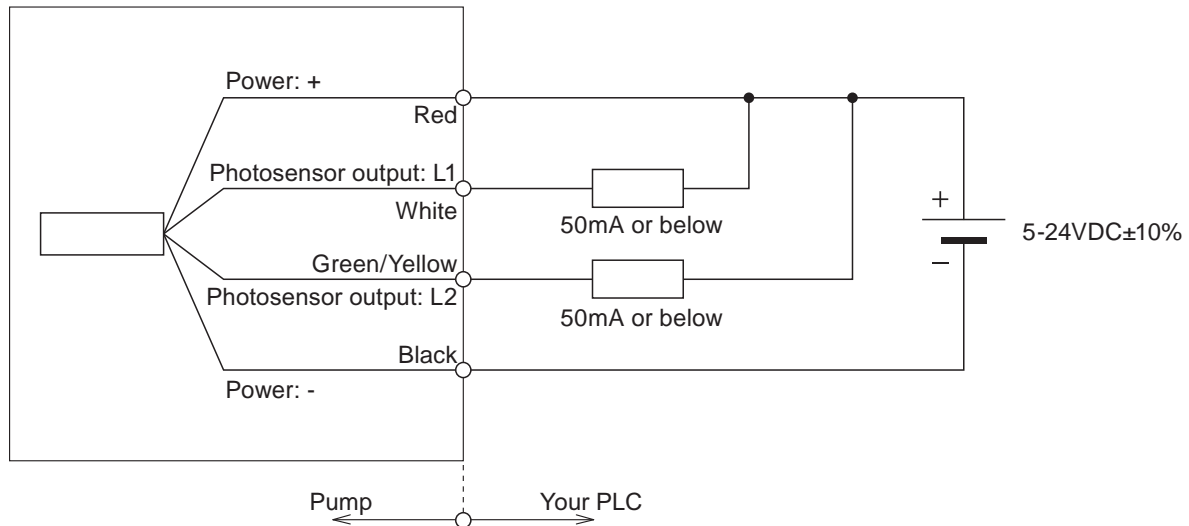 Power: +
Red
Photosensor output: L1
White
50mA or below
+
5-24VDC±10%
−
Green/Yellow
Photosensor output: L2
50mA or below
Black
Power: -
Pump
Your PLC